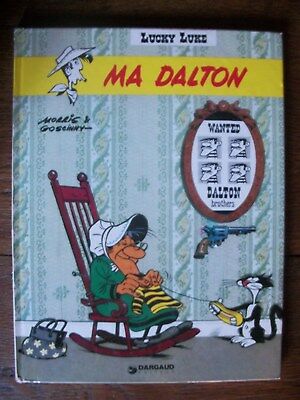 LUCKY LUKE
MA DALTON
MORRIS &
GOSCINNY
WANTED
DALTON
brothers
DARGAUD